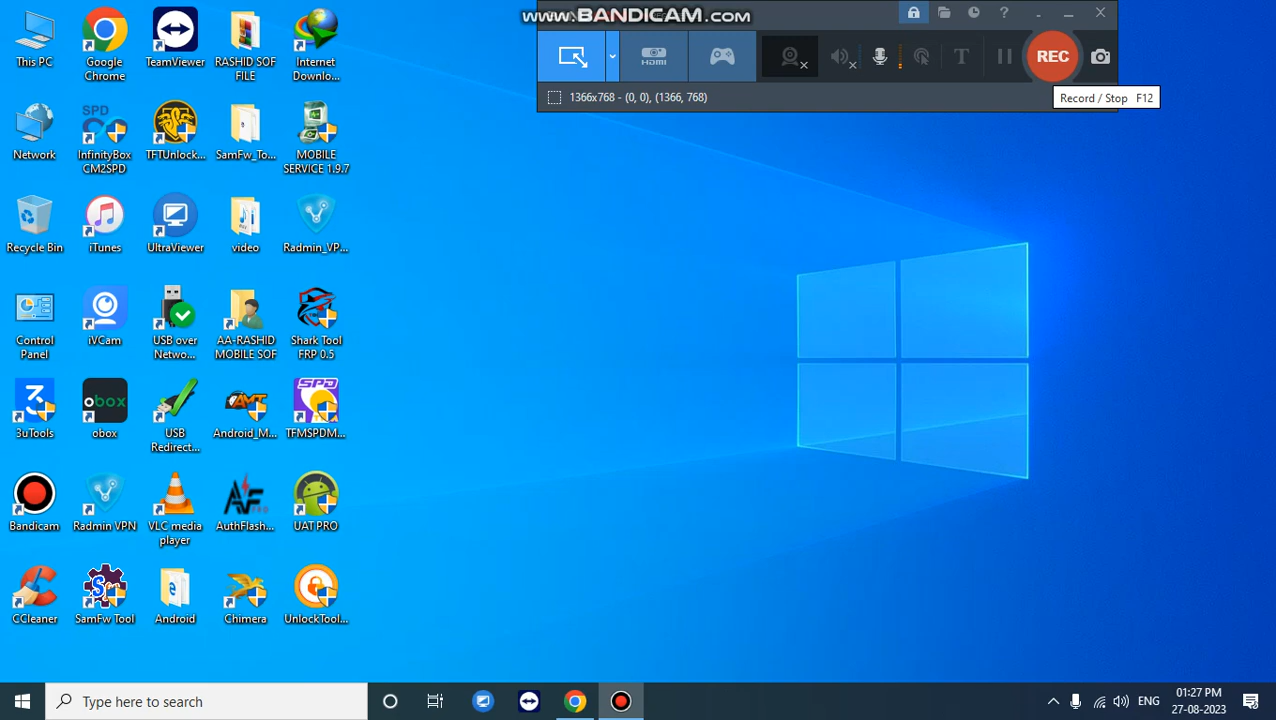 www.BANDICAM.com
1366x768 - (0, 0), (1366, 768)
HDMI
REC
Record / Stop F12
This PC
Google
Chrome
TeamViewer
RASHID SOF
FILE
Internet
Downlo...
Network
SPD
InfinityBox
CM2SPD
TFTUnlock...
SamFw_To...
MOBILE
SERVICE 1.9.7
Recycle Bin
iTunes
UltraViewer
video
Radmin_VP...
Control
Panel
iVCam
USB over
Netwo...
AA-RASHID
MOBILE SOF
Shark Tool
FRP 0.5
3uTools
obox
obox
USB
Redirect...
AMT
Android_M...
SPD
TFMSPDM...
Bandicam
Radmin VPN
VLC media
player
AuthFlash...
UAT PRO
CCleaner
SamFw Tool
Android
Chimera
UnlockTool...
Type here to search
ENG
01:27 PM
27-08-2023